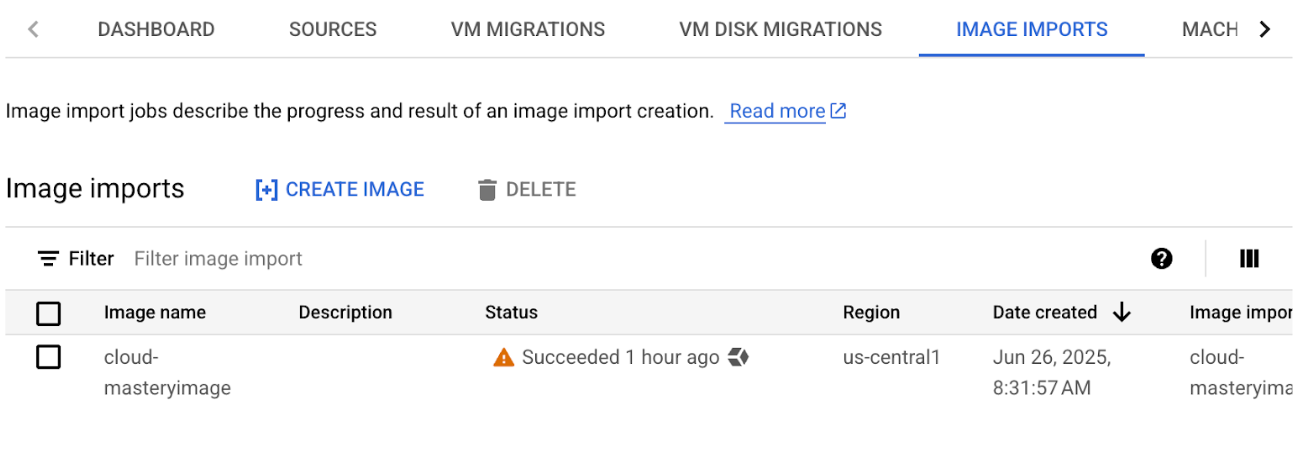 DASHBOARD SOURCES VM MIGRATIONS VM DISK MIGRATIONS IMAGE IMPORTS MACH
Image import jobs describe the progress and result of an image import creation. Read more
Image imports CREATE IMAGE DELETE
Filter Filter image import
Image name Description Status Region Date created Image impor
cloud- Succeeded 1 hour ago us-central1 Jun 26, 2025, cloud-
masteryimage 8:31:57 AM masteryima